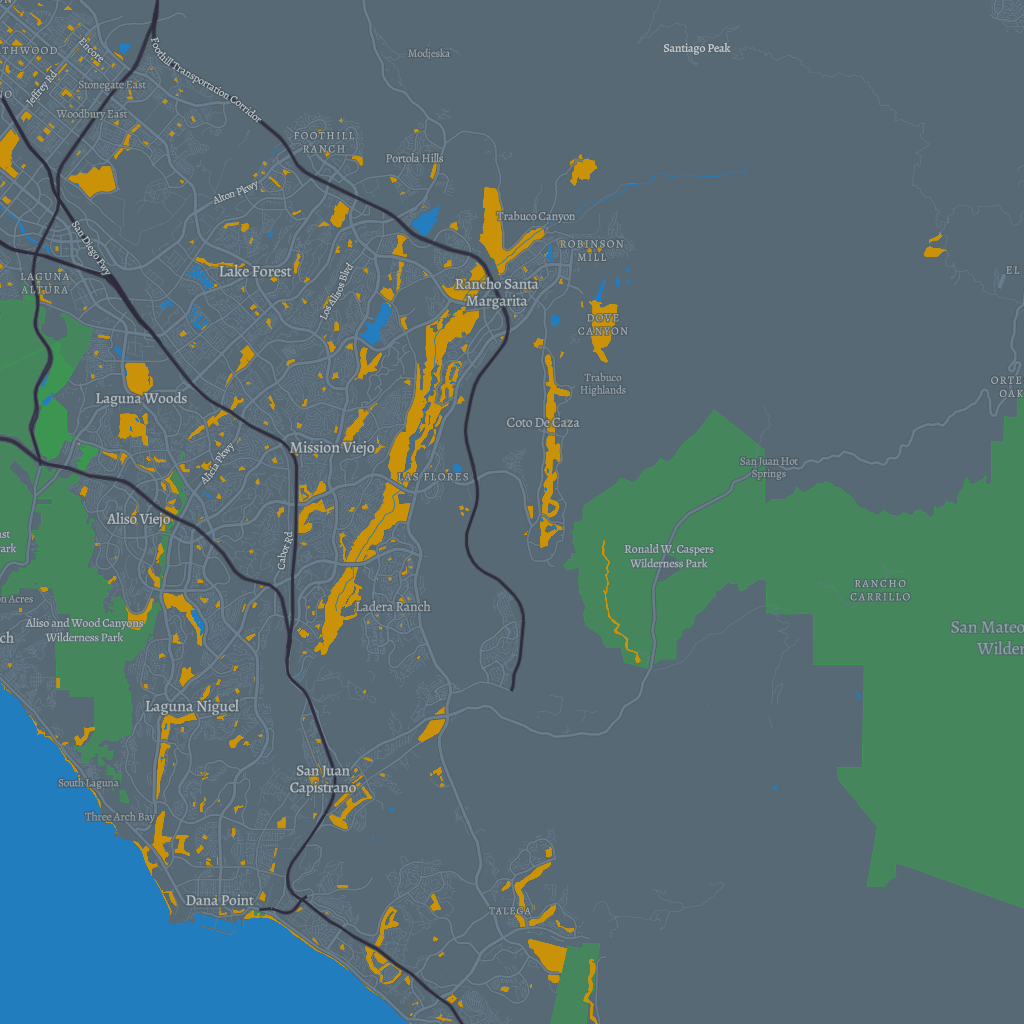 THWOOD
Encore
Jeffrey Rd
Stonegate East
Woodbury East
Foothill Transportation Corridor
Modjeska
Santiago Peak
FOOTHILL
RANCH
Portola Hills
Alton Pkwy
Trabuco Canyon
ROBINSON
MILL
San Diego Fwy
LAGUNA
ALTURA
Lake Forest
Los Alisos Blvd
Rancho Santa
Margarita
EL
DOVE
CANYON
Trabuco
Highlands
ORTE
OAK
Laguna Woods
Coto De Caza
Mission Viejo
Alicia Pkwy
LAS FLORES
San Juan Hot
Springs
Aliso Viejo
ast
ark
Cabot Rd
Ronald W. Caspers
Wilderness Park
RANCHO
CARRILLO
on Acres
Ladera Ranch
Aliso and Wood Canyons
Wilderness Park
ch
San Mateo
Wilder
Laguna Niguel
San Juan
Capistrano
South Laguna
Three Arch Bay
Dana Point
TALEGA